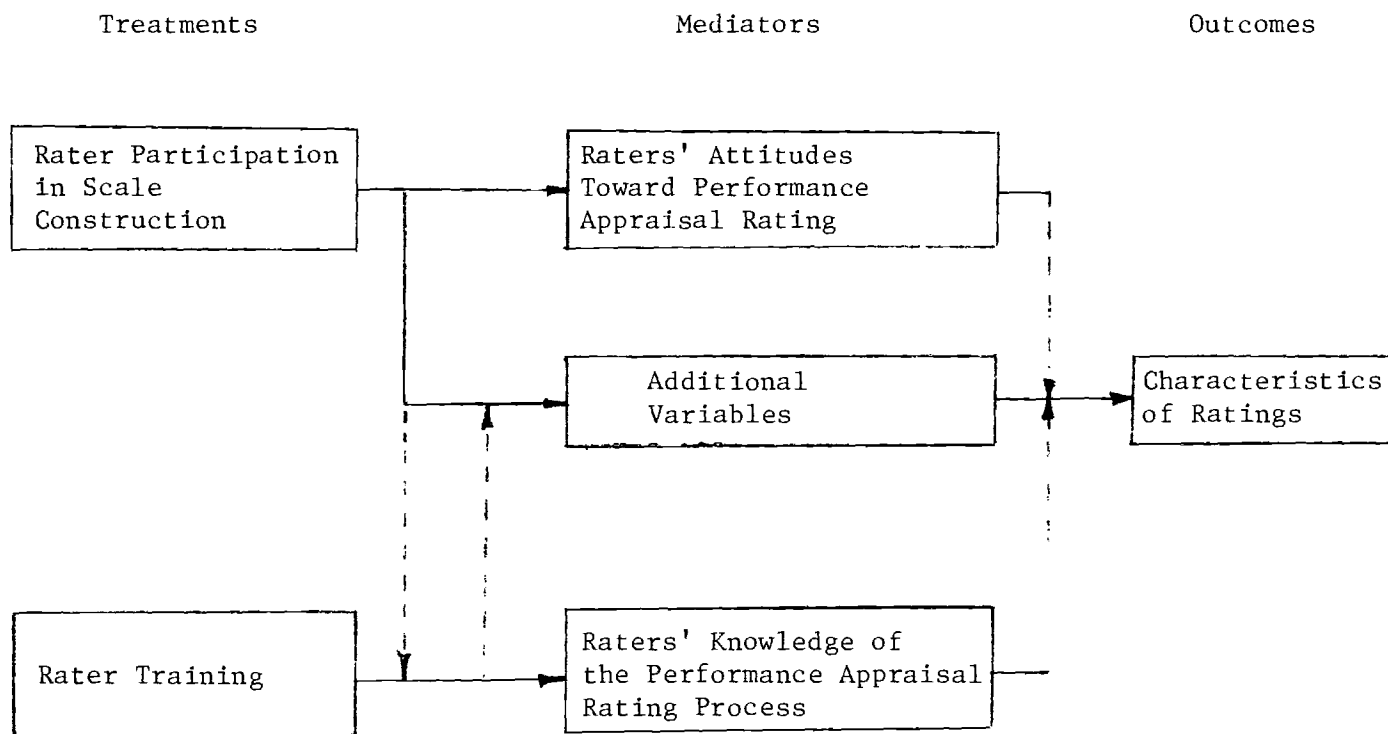 Treatments
Mediators
Outcomes
Rater Participation
in Scale
Construction
Raters' Attitudes
Toward Performance
Appraisal Rating
Additional
Variables
Characteristics
of Ratings
Rater Training
Raters' Knowledge of
the Performance Appraisal
Rating Process